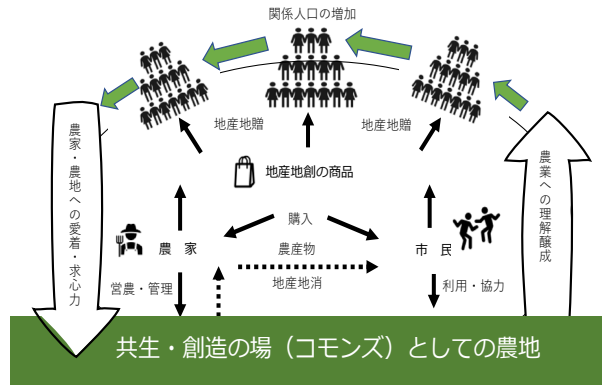 関係人口の増加
地産地贈
地産地贈
地産地創の商品
農家・農地への愛着・求心力
農業への理解醸成
購入
農家
農産物
市民
地産地消
営農・管理
利用・協力
共生・創造の場（コモンズ）としての農地